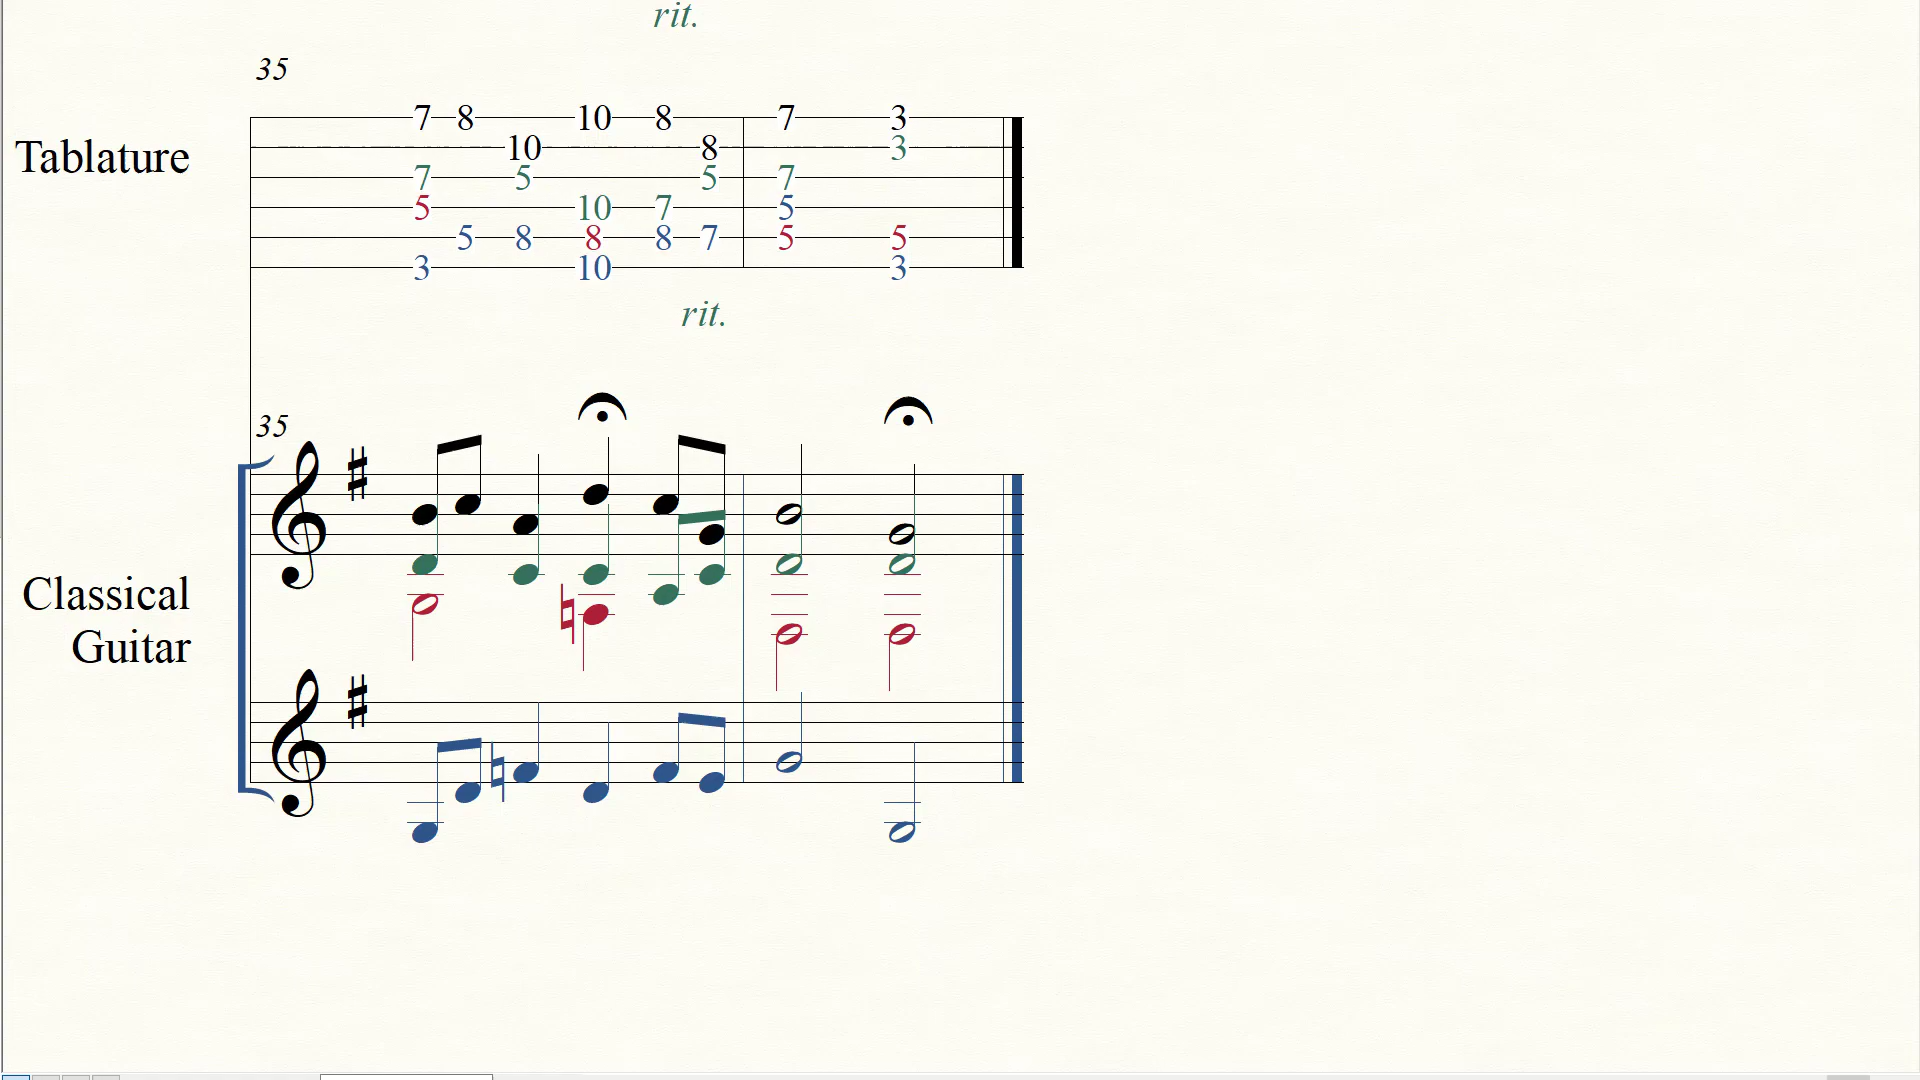 rit.
35
Tablature
7 8 10 8 7 3
10 8 3
7 5 5 7
5 10 7 5
5 8 8 8 7 5 5
3 10 3
rit.
35
Classical
Guitar